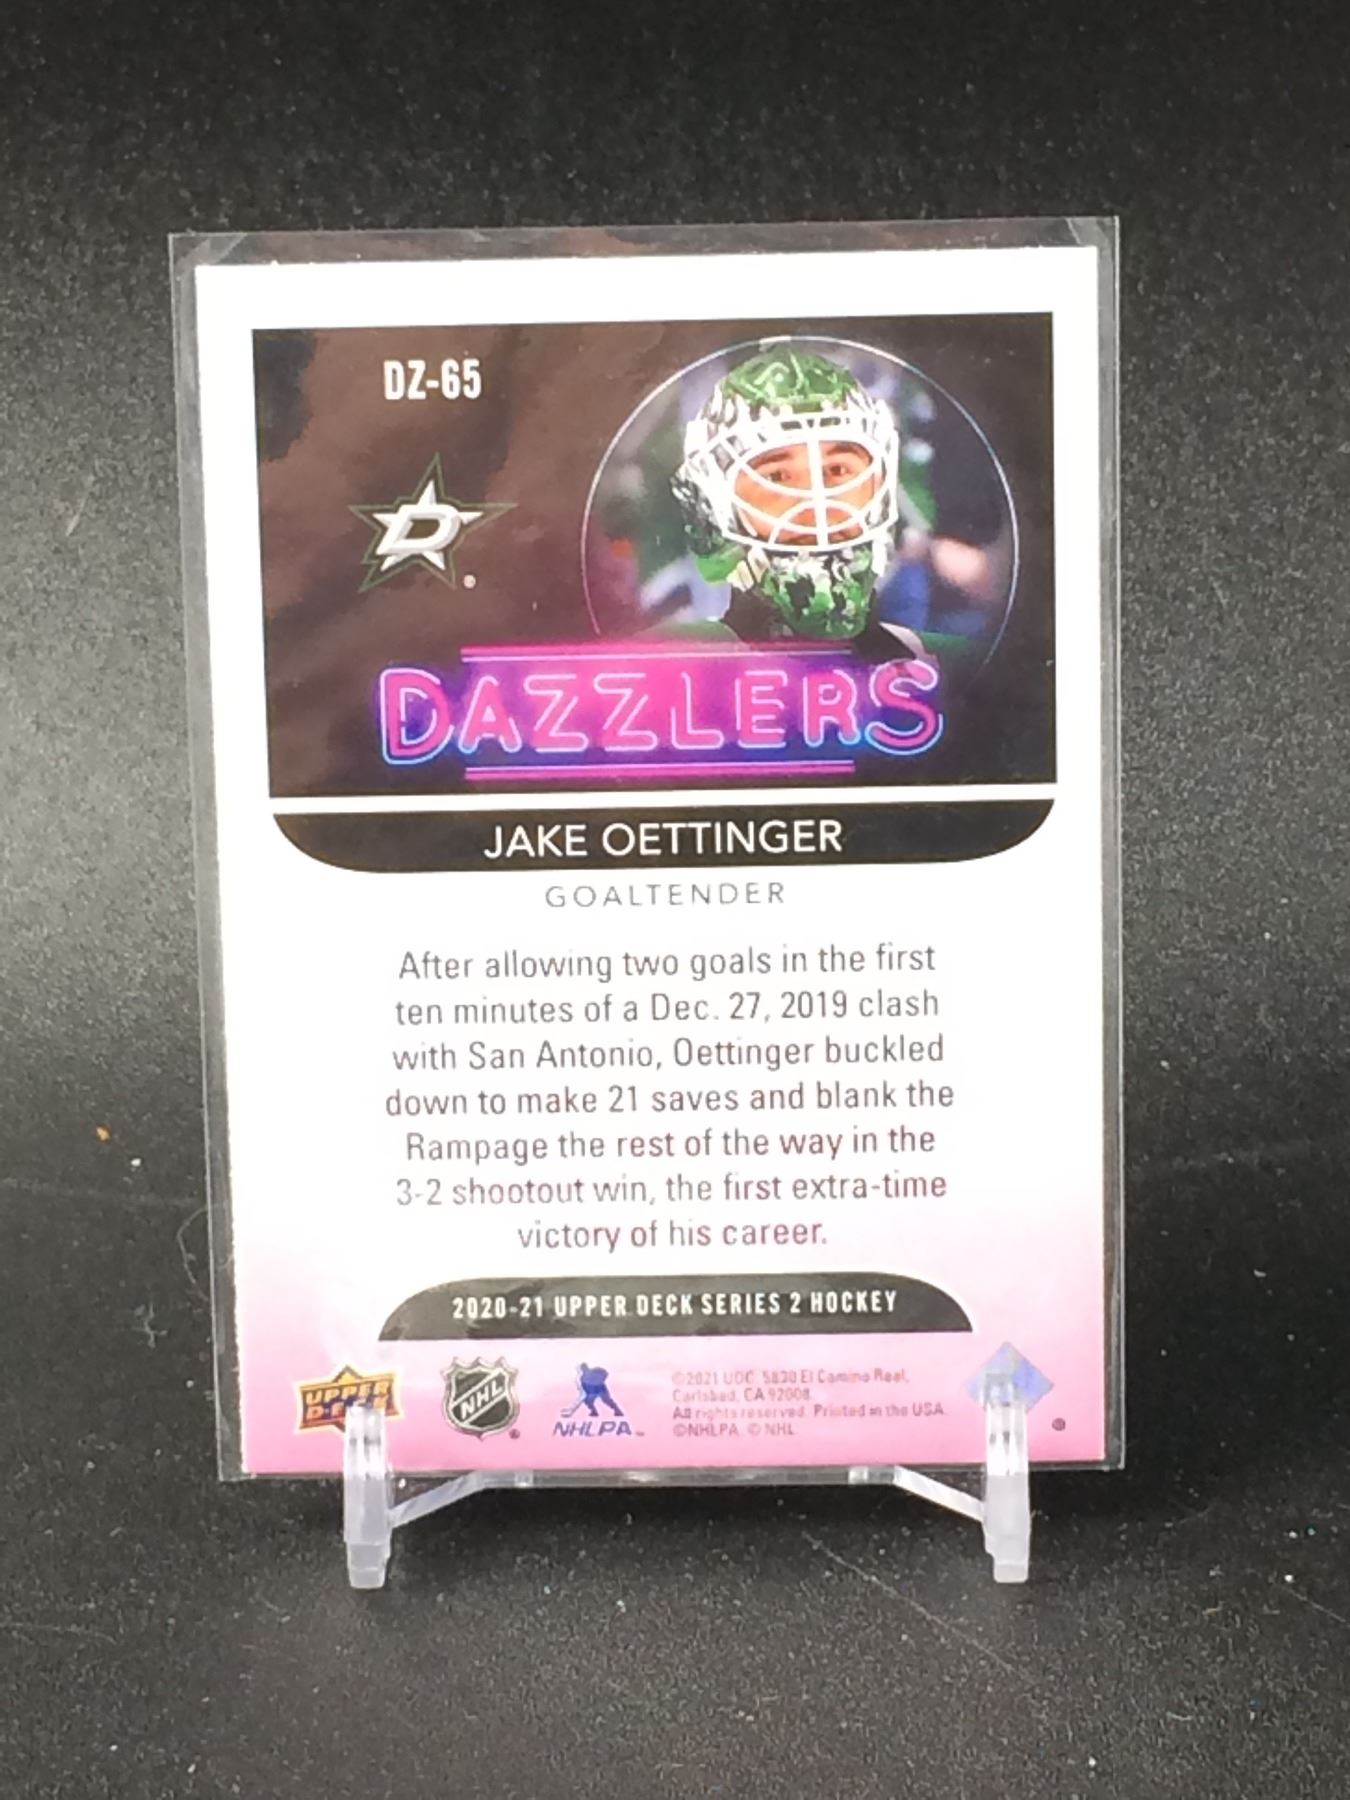 DZ-65
D
DAZZLERS
JAKE OETTINGER
GOALTENDER
After allowing two goals in the first
ten minutes of a Dec. 27, 2019 clash
with San Antonio, Oettinger buckled
down to make 21 saves and blank the
Rampage the rest of the way in the
3-2 shootout win, the first extra-time
victory of his career.
2020-21 UPPER DECK SERIES 2 HOCKEY
UPPER
DECK
NHL
NHLPA
©2021 UDC. 5830 El Camino Real,
Carlsbad, CA 92008.
All rights reserved. Printed in the USA.
©NHLPA. © NHL.